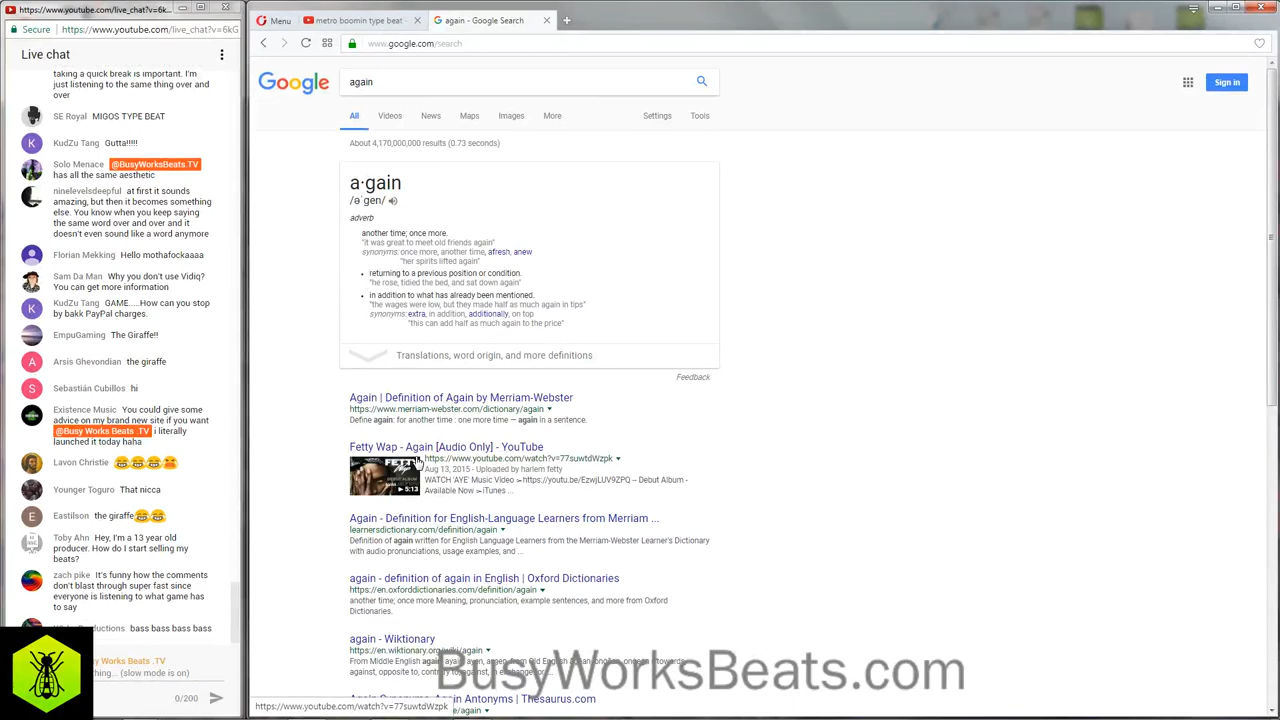 https://www.youtube.com/live_chat?v=6k
Secure https://www.youtube.com/live_chat?v=6kG
Live chat
taking a quick break is important. I'm
just listening to the same thing over and
over
SE Royal MIGOS TYPE BEAT
KudZu Tang Gutta!!!!!
Solo Menace @BusyWorksBeats.TV
has all the same aesthetic
ninelevelsdeepful at first it sounds
amazing, but then it becomes something
else. You know when you keep saying
the same word over and over and it
doesn't even sound like a word anymore
Florian Mekking Hello mothafockaaaa
Sam Da Man Why you don't use Vidiq?
You can get more information
KudZu Tang GAME.....How can you stop
by bakk PayPal charges.
EmpuGaming The Giraffe!!
Arsis Ghevondian the giraffe
Sebastián Cubillos hi
Existence Music You could give some
advice on my brand new site if you want
@Busy Works Beats .TV i literally
launched it today haha
Lavon Christie 😂😂😂😫
Younger Toguro That nicca
Eastilson the giraffe😂😂
Toby Ahn Hey, I'm a 13 year old
producer. How do I start selling my
beats?
zach pike It's funny how the comments
don't blast through super fast since
everyone is listening to what game has
to say
bass bass bass bass
Works Beats .TV
(slow mode is on)
0/200
Menu metro boomin type beat - again - Google Search
www.google.com/search
Google again Sign in
All Videos News Maps Images More Settings Tools
About 4,170,000,000 results (0.73 seconds)
a·gain
/əˈɡen/
adverb
another time; once more.
"it was great to meet old friends again"
synonyms: once more, another time, afresh, anew
"her spirits lifted again"
• returning to a previous position or condition.
"he rose, tidied the bed, and sat down again"
• in addition to what has already been mentioned.
"the wages were low, but they made half as much again in tips"
synonyms: extra, in addition, additionally, on top
"this can add half as much again to the price"
Translations, word origin, and more definitions
Feedback
Again | Definition of Again by Merriam-Webster
https://www.merriam-webster.com/dictionary/again
Define again: for another time : one more time — again in a sentence.
Fetty Wap - Again [Audio Only] - YouTube
https://www.youtube.com/watch?v=77suwtdWzpk
Aug 13, 2015 - Uploaded by harlem fetty
WATCH 'AYE' Music Video ➢https://youtu.be/EzwjLUV9ZPQ -- Debut Album -
Available Now ➢iTunes ...
5:13
Again - Definition for English-Language Learners from Merriam ...
learnersdictionary.com/definition/again
Definition of again written for English Language Learners from the Merriam-Webster Learner's Dictionary
with audio pronunciations, usage examples, and ...
again - definition of again in English | Oxford Dictionaries
https://en.oxforddictionaries.com/definition/again
another time; once more Meaning, pronunciation, example sentences, and more from Oxford
Dictionaries.
again - Wiktionary
https://en.wiktionary.org/wiki/again
BusyWorksBeats.com
Again Synonyms, Again Antonyms | Thesaurus.com
https://www.youtube.com/watch?v=77suwtdWzpk